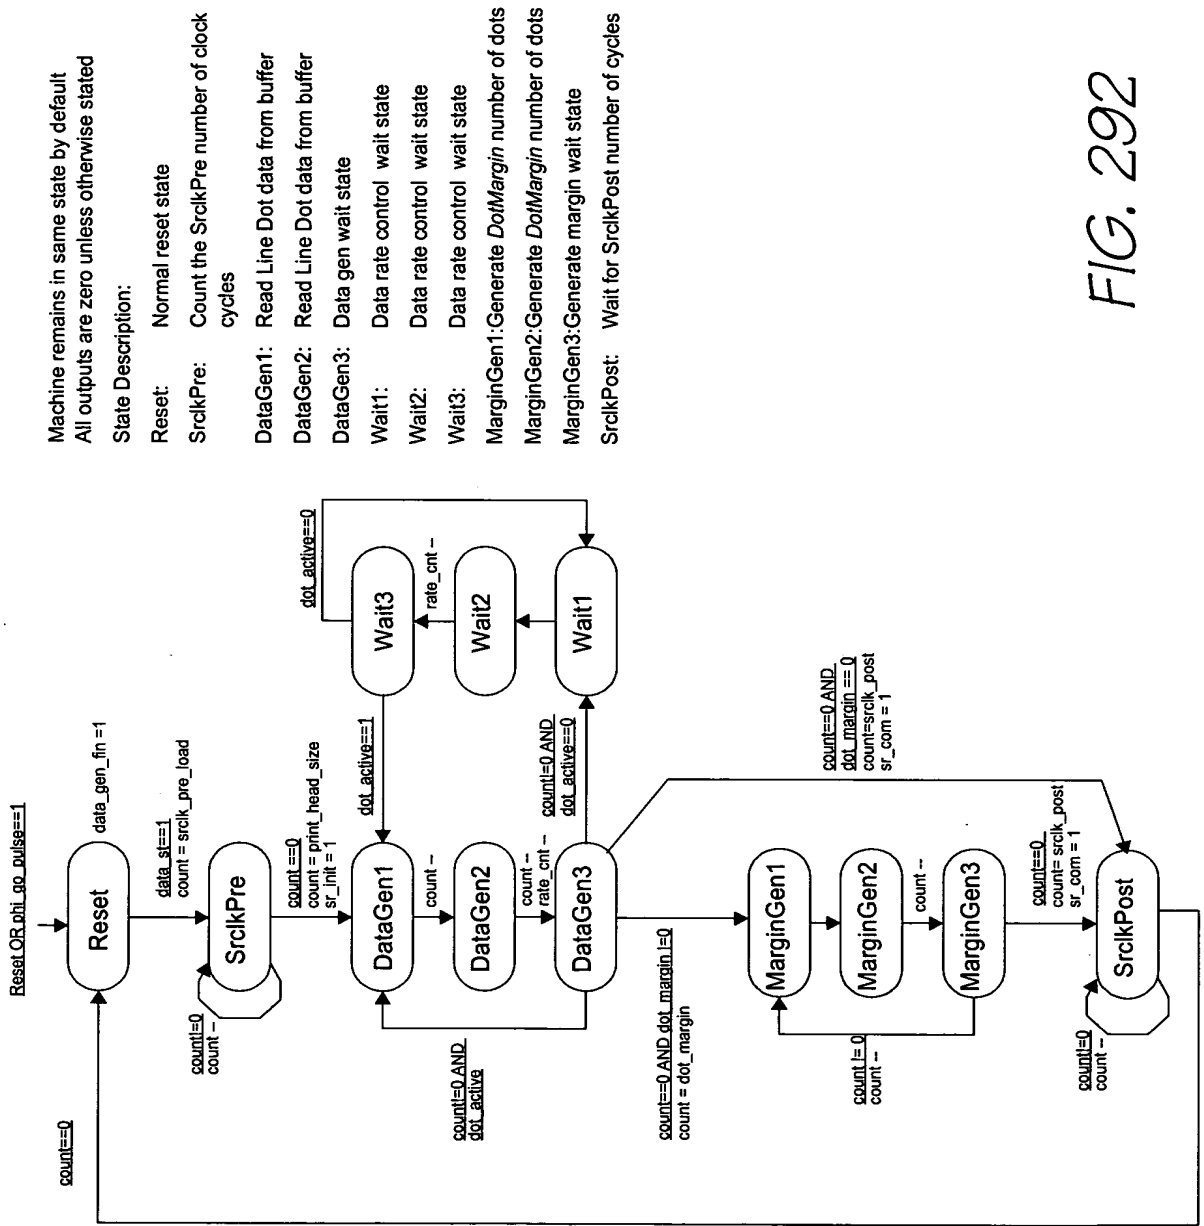 Reset OR phi_go_pulse==1
Reset
data_gen_fin =1
count==0
data_st==1
count = srclk_pre_load
SrclkPre
count!=0
count --
count ==0
count = print_head_size
sr_init = 1
DataGen1
count --
DataGen2
count --
rate_cnt --
DataGen3
count!=0 AND
dot_active
dot_active==1
Wait3
dot_active==0
rate_cnt --
Wait2
Wait1
count!=0 AND
dot_active==0
count==0 AND dot_margin !=0
count = dot_margin
count==0 AND
dot_margin == 0
count=srclk_post
sr_com = 1
MarginGen1
MarginGen2
count --
MarginGen3
count != 0
count --
count==0
count= srclk_post
sr_com = 1
SrclkPost
count!=0
count --
Machine remains in same state by default
All outputs are zero unless otherwise stated
State Description:
Reset: Normal reset state
SrclkPre: Count the SrclkPre number of clock
cycles
DataGen1: Read Line Dot data from buffer
DataGen2: Read Line Dot data from buffer
DataGen3: Data gen wait state
Wait1: Data rate control wait state
Wait2: Data rate control wait state
Wait3: Data rate control wait state
MarginGen1:Generate DotMargin number of dots
MarginGen2:Generate DotMargin number of dots
MarginGen3:Generate margin wait state
SrclkPost: Wait for SrclkPost number of cycles
FIG. 292